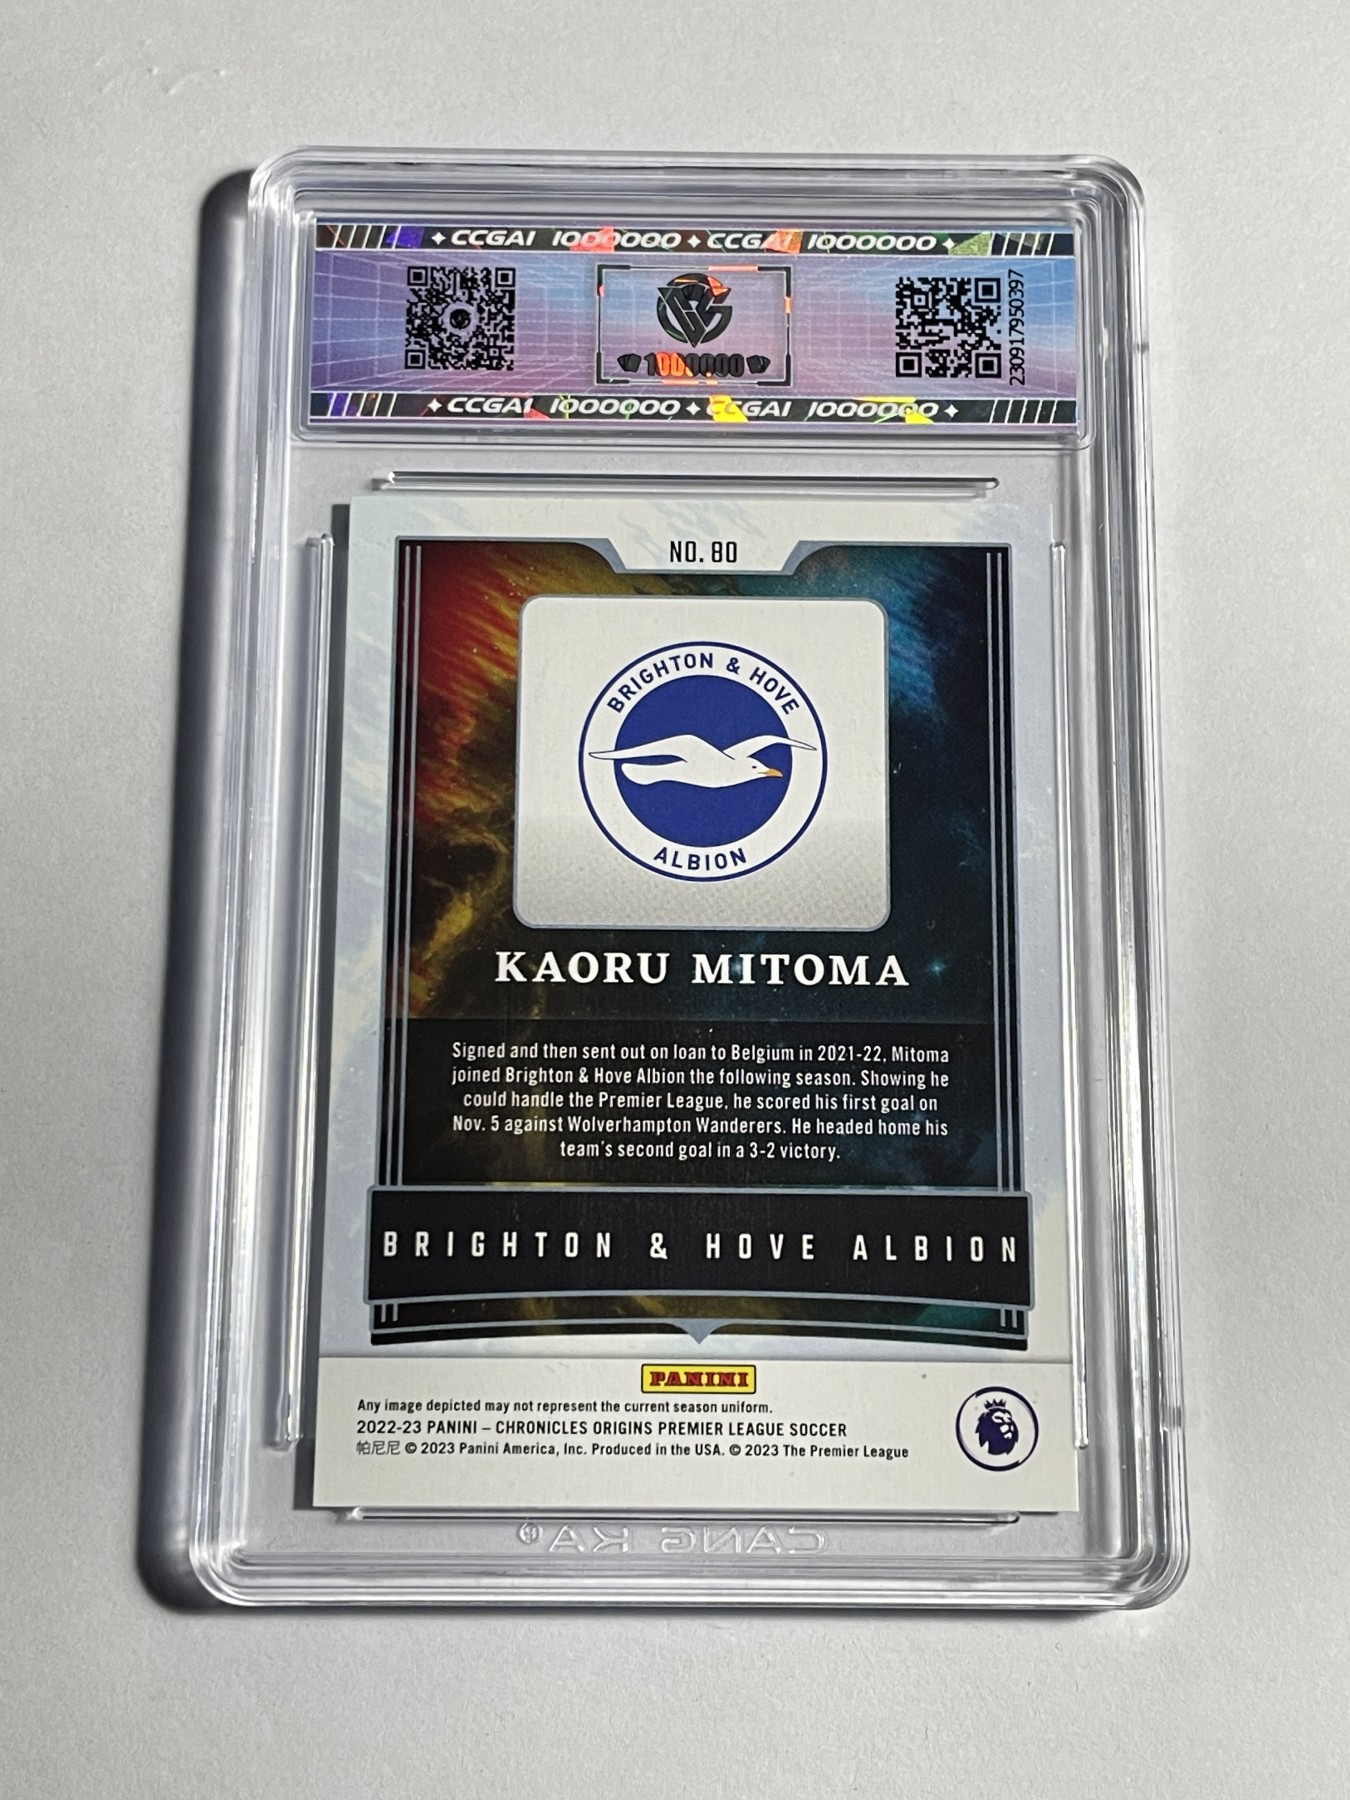 ✦ CCGAI 1000000 ✦ CCGAI 1000000 ✦
1000000
230917950397
✦ CCGAI 1000000 ✦ CCGAI 1000000 ✦
NO. 80
BRIGHTON & HOVE
ALBION
KAORU MITOMA
Signed and then sent out on loan to Belgium in 2021-22, Mitoma
joined Brighton & Hove Albion the following season. Showing he
could handle the Premier League, he scored his first goal on
Nov. 5 against Wolverhampton Wanderers. He headed home his
team's second goal in a 3-2 victory.
BRIGHTON & HOVE ALBION
PANINI
Any image depicted may not represent the current season uniform.
2022-23 PANINI – CHRONICLES ORIGINS PREMIER LEAGUE SOCCER
帕尼尼 © 2023 Panini America, Inc. Produced in the USA. © 2023 The Premier League
CANG KA®